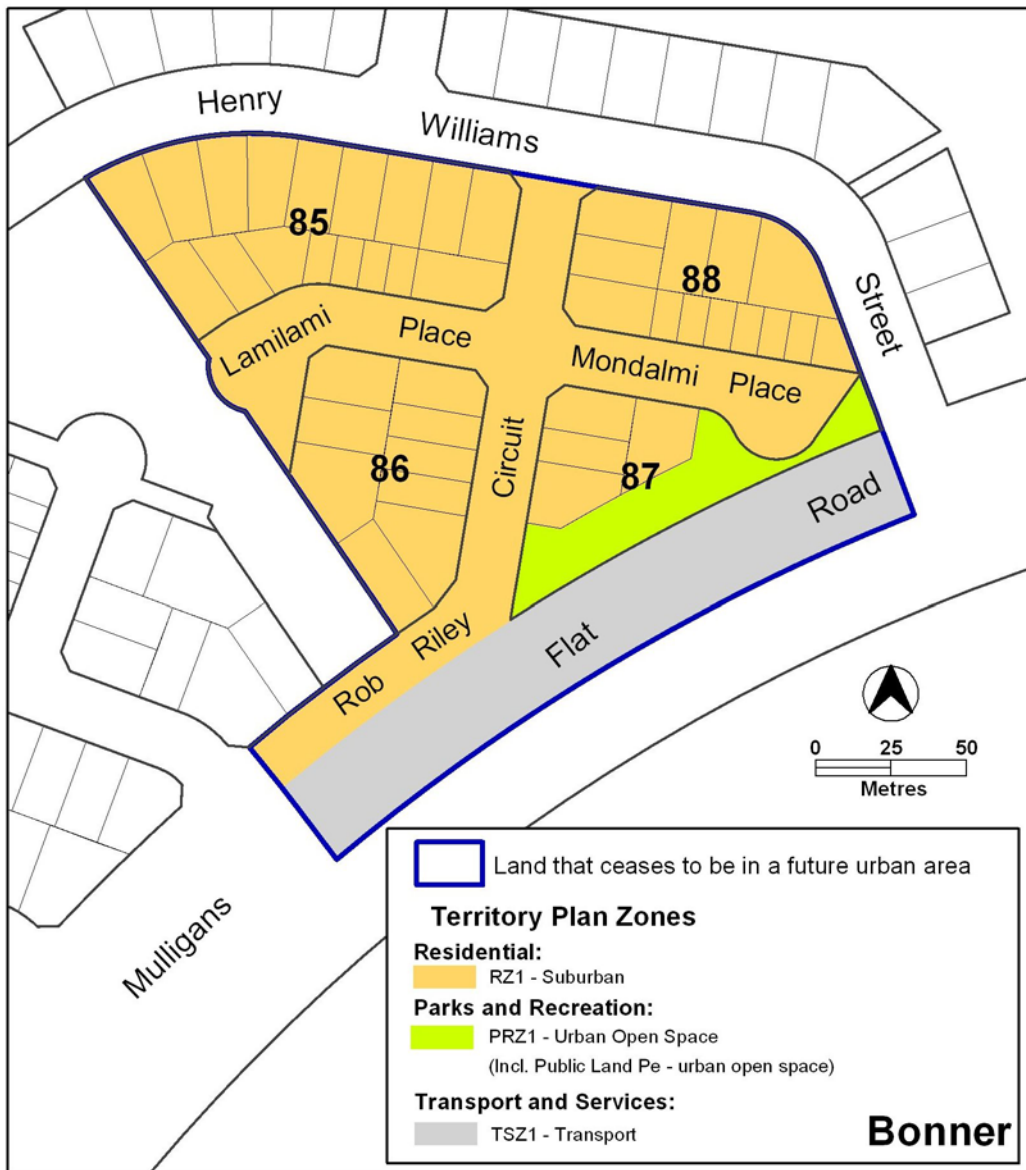 Henry
Williams
Street
85
88
Lamilami
Place
Mondalmi
Place
86
Circuit
87
Road
Flat
Riley
Rob
Mulligans
0 25 50
Metres
Land that ceases to be in a future urban area
Territory Plan Zones
Residential:
RZ1 - Suburban
Parks and Recreation:
PRZ1 - Urban Open Space
(Incl. Public Land Pe - urban open space)
Transport and Services:
TSZ1 - Transport
Bonner